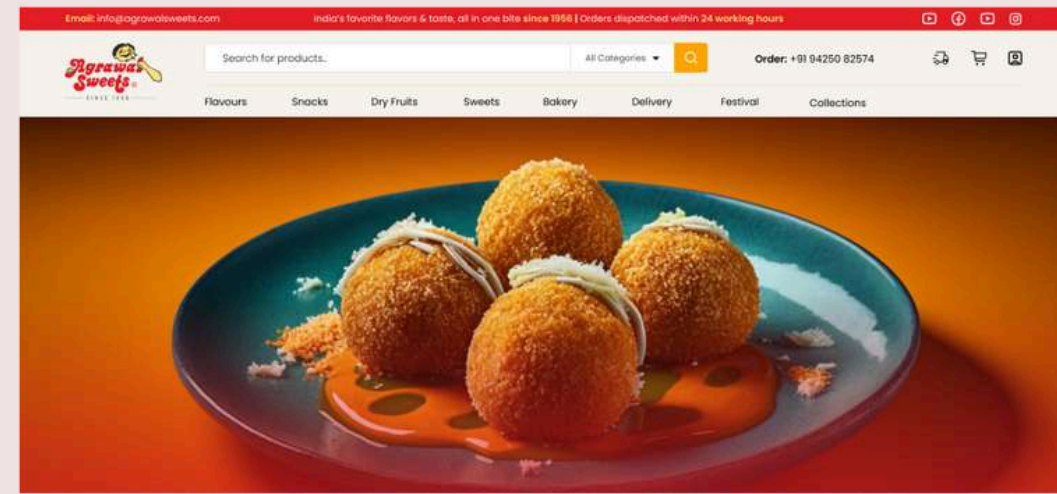 Email: info@agrawalsweets.com
India's favorite flavors & taste, all in one bite since 1956 | Orders dispatched within 24 working hours
Agrawal
Sweets
Search for products..
All Categories
Order: +91 94250 82574
Flavours Snacks Dry Fruits Sweets Bakery Delivery Festival Collections